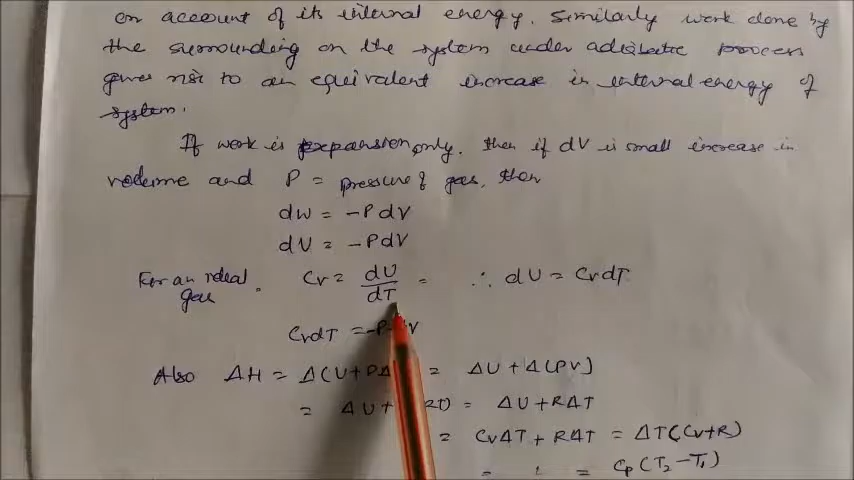 on account of its internal energy. Similarly work done by
the surrounding on the system under adiabatic process
gives rise to an equivalent increase in internal energy of
system.
If work is expansion only. then if dV is small increase in
volume and P = pressure of gas, then
dW = -PdV
dU = -PdV
For an ideal gas. Cv = dU/dT = ∴ dU = CvdT
CvdT = -P V
Also ΔH = Δ(U+PΔ = ΔU + Δ(PV)
= ΔU + = ΔU + RΔT
= CvΔT + RΔT = ΔT(Cv+R)
= = Cp(T2-T1)